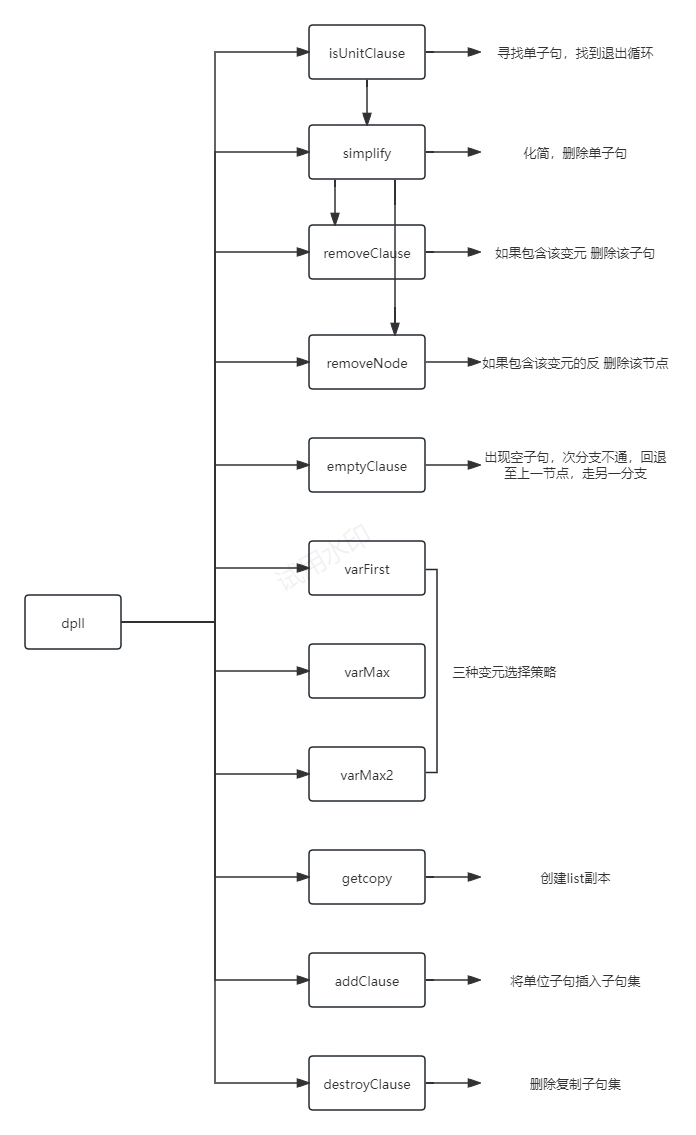 isUnitClause
寻找单子句，找到退出循环
simplify
化简，删除单子句
removeClause
如果包含该变元 删除该子句
removeNode
如果包含该变元的反 删除该节点
emptyClause
出现空子句，次分支不通，回退
至上一节点，走另一分支
试用水印
varFirst
dpll
varMax
三种变元选择策略
varMax2
getcopy
创建list副本
addClause
将单位子句插入子句集
destroyClause
删除复制子句集